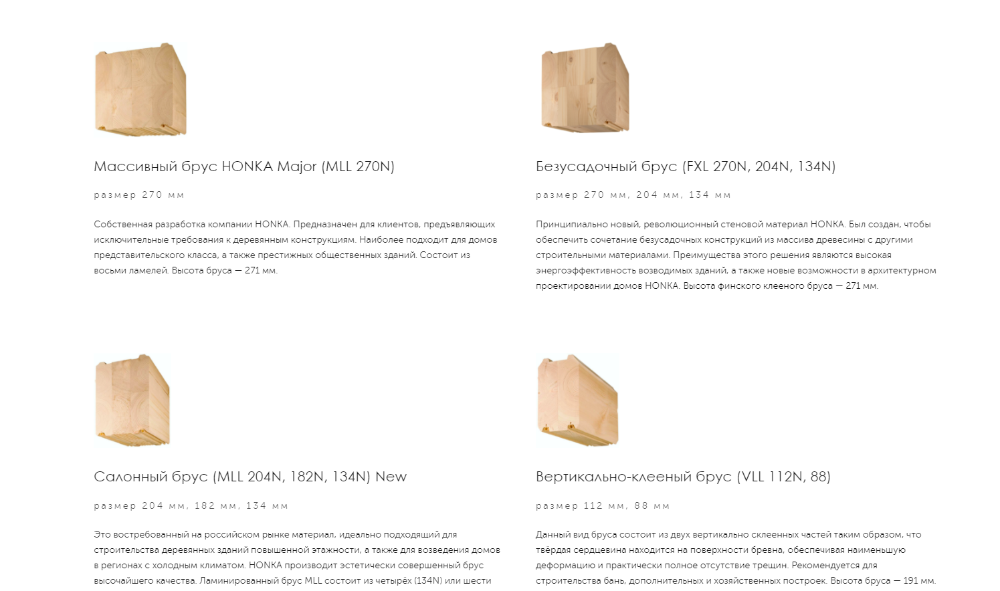 Массивный брус HONKA Major (MLL 270N)
размер 270 мм
Собственная разработка компании HONKA. Предназначен для клиентов, предъявляющих
исключительные требования к деревянным конструкциям. Наиболее подходит для домов
представительского класса, а также престижных общественных зданий. Состоит из
восьми ламелей. Высота бруса — 271 мм.
Безусадочный брус (FXL 270N, 204N, 134N)
размер 270 мм, 204 мм, 134 мм
Принципиально новый, революционный стеновой материал HONKA. Был создан, чтобы
обеспечить сочетание безусадочных конструкций из массива древесины с другими
строительными материалами. Преимущества этого решения являются высокая
энергоэффективность возводимых зданий, а также новые возможности в архитектурном
проектировании домов HONKA. Высота финского клееного бруса — 271 мм.
Салонный брус (MLL 204N, 182N, 134N) New
размер 204 мм, 182 мм, 134 мм
Это востребованный на российском рынке материал, идеально подходящий для
строительства деревянных зданий повышенной этажности, а также для возведения домов
в регионах с холодным климатом. HONKA производит эстетически совершенный брус
высочайшего качества. Ламинированный брус MLL состоит из четырёх (134N) или шести
Вертикально-клееный брус (VLL 112N, 88)
размер 112 мм, 88 мм
Данный вид бруса состоит из двух вертикально склеенных частей таким образом, что
твёрдая сердцевина находится на поверхности бревна, обеспечивая наименьшую
деформацию и практически полное отсутствие трещин. Рекомендуется для
строительства бань, дополнительных и хозяйственных построек. Высота бруса — 191 мм.